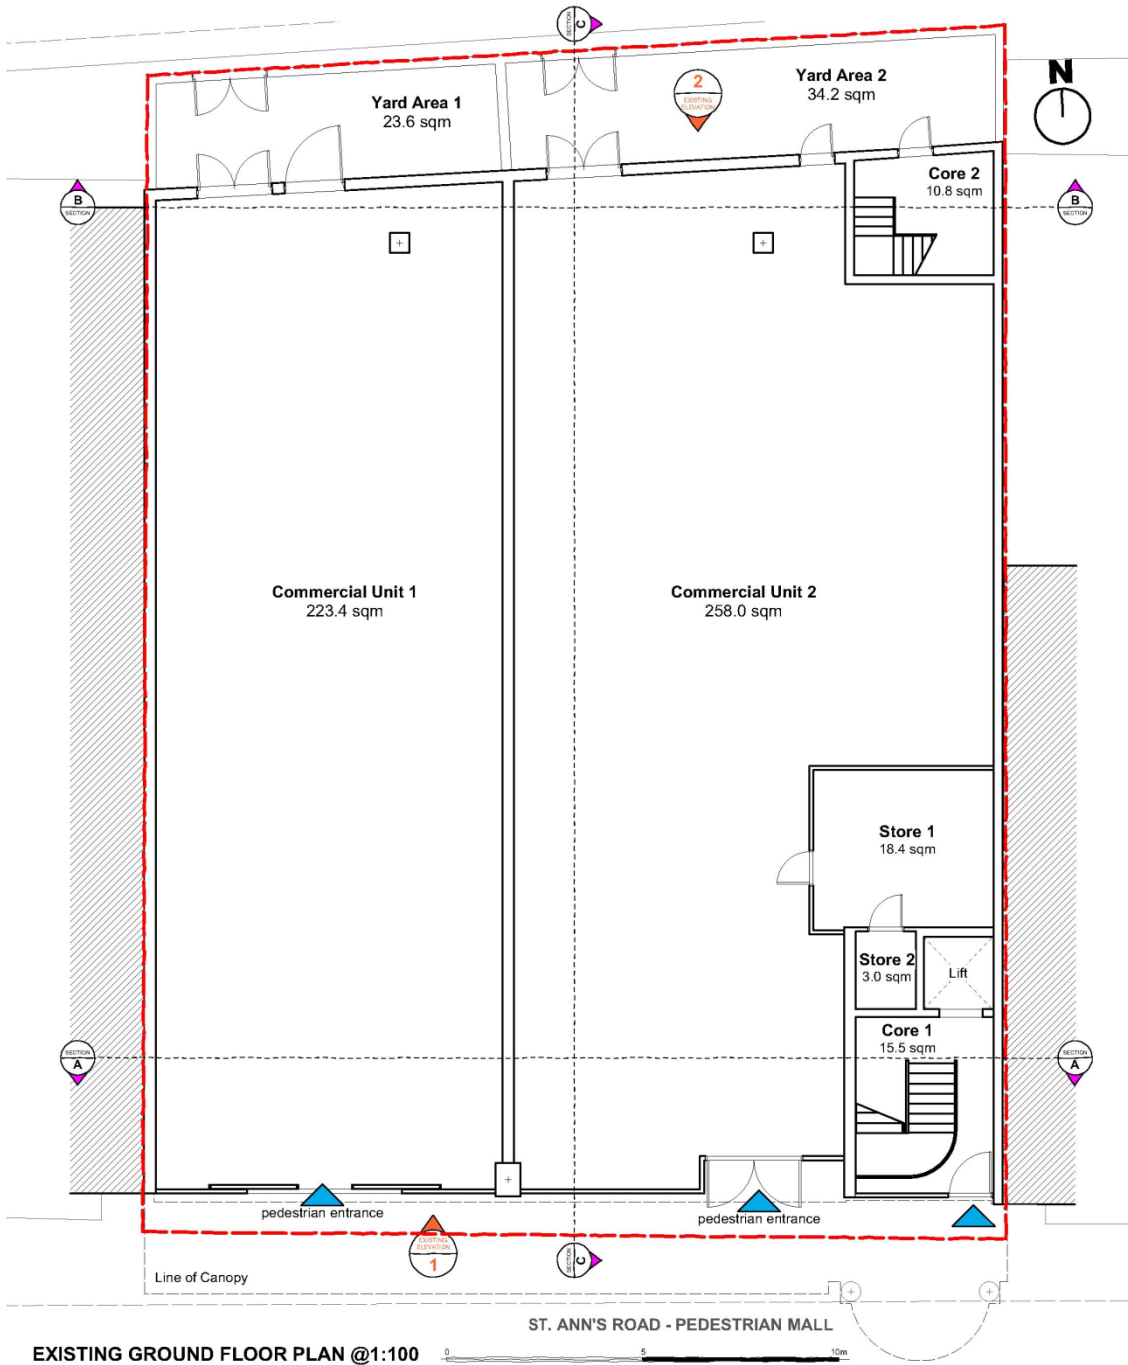 SECTION
C
N
Yard Area 1
23.6 sqm
2
EXISTING
ELEVATION
Yard Area 2
34.2 sqm
B
SECTION
Core 2
10.8 sqm
B
SECTION
Commercial Unit 1
223.4 sqm
Commercial Unit 2
258.0 sqm
Store 1
18.4 sqm
Store 2
3.0 sqm
Lift
Core 1
15.5 sqm
SECTION
A
SECTION
A
pedestrian entrance
pedestrian entrance
EXISTING
ELEVATION
1
SECTION
C
Line of Canopy
ST. ANN'S ROAD - PEDESTRIAN MALL
EXISTING GROUND FLOOR PLAN @1:100
0 5 10m